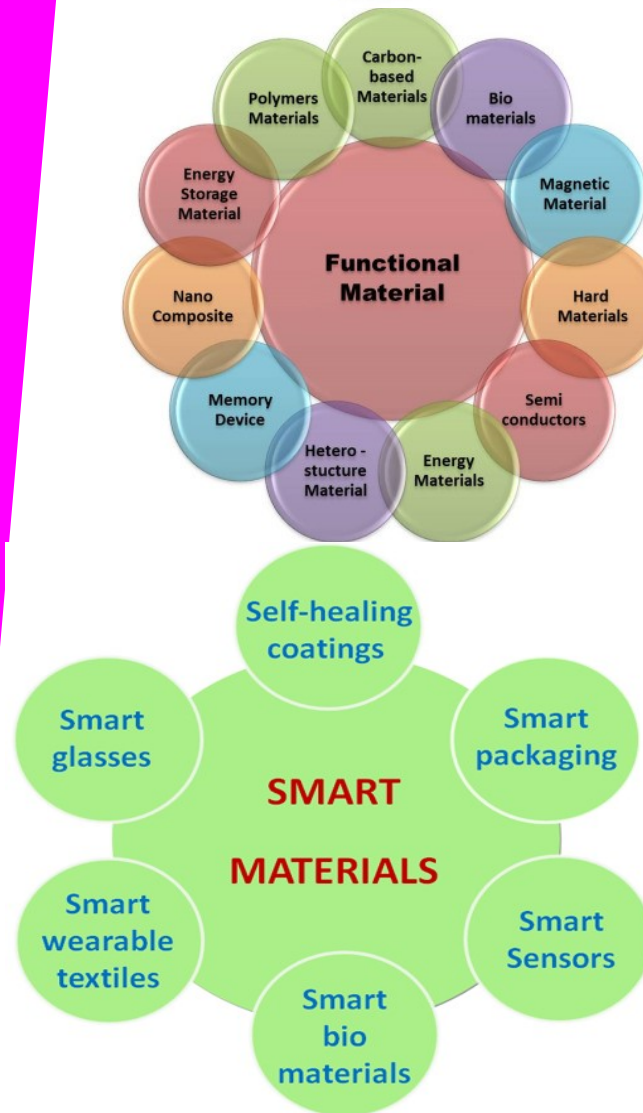 Carbon-
based
Materials
Bio
materials
Magnetic
Material
Hard
Materials
Semi
conductors
Energy
Materials
Hetero -
stucture
Material
Memory
Device
Nano
Composite
Energy
Storage
Material
Polymers
Materials
Functional
Material
Self-healing
coatings
Smart
packaging
Smart
Sensors
Smart
bio
materials
Smart
wearable
textiles
Smart
glasses
SMART
MATERIALS